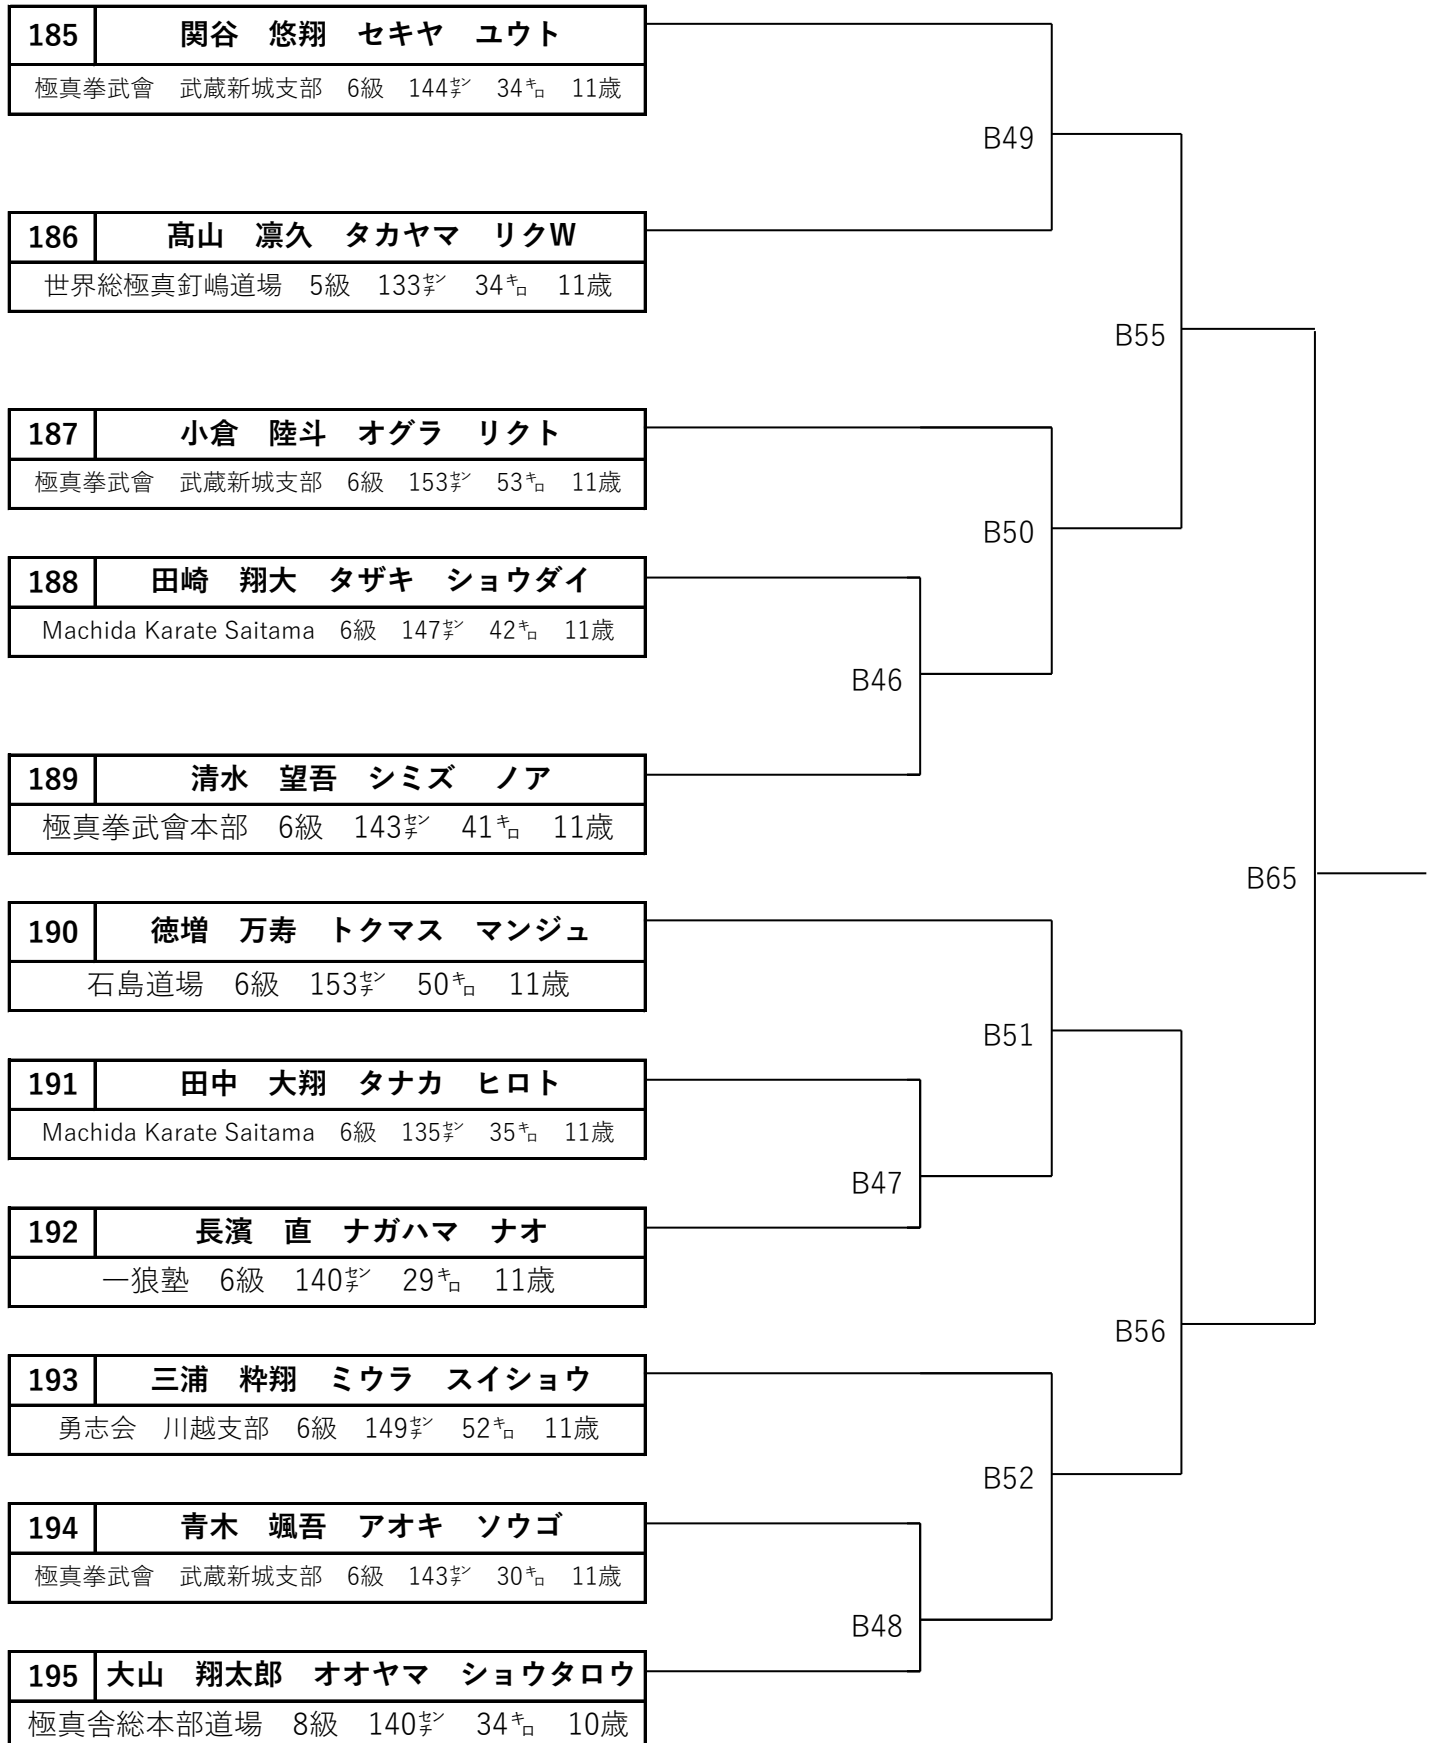 185 関谷　悠翔　セキヤ　ユウト
極真拳武會　武蔵新城支部　6級　144㌢　34㌔　11歳
B49
186 髙山　凛久　タカヤマ　リクW
世界総極真釘嶋道場　5級　133㌢　34㌔　11歳
B55
187 小倉　陸斗　オグラ　リクト
極真拳武會　武蔵新城支部　6級　153㌢　53㌔　11歳
B50
188 田崎　翔大　タザキ　ショウダイ
Machida Karate Saitama　6級　147㌢　42㌔　11歳
B46
189 清水　望吾　シミズ　ノア
極真拳武會本部　6級　143㌢　41㌔　11歳
B65
190 徳増　万寿　トクマス　マンジュ
石島道場　6級　153㌢　50㌔　11歳
B51
191 田中　大翔　タナカ　ヒロト
Machida Karate Saitama　6級　135㌢　35㌔　11歳
B47
192 長濱　直　ナガハマ　ナオ
一狼塾　6級　140㌢　29㌔　11歳
B56
193 三浦　粋翔　ミウラ　スイショウ
勇志会　川越支部　6級　149㌢　52㌔　11歳
B52
194 青木　颯吾　アオキ　ソウゴ
極真拳武會　武蔵新城支部　6級　143㌢　30㌔　11歳
B48
195 大山　翔太郎　オオヤマ　ショウタロウ
極真舎総本部道場　8級　140㌢　34㌔　10歳